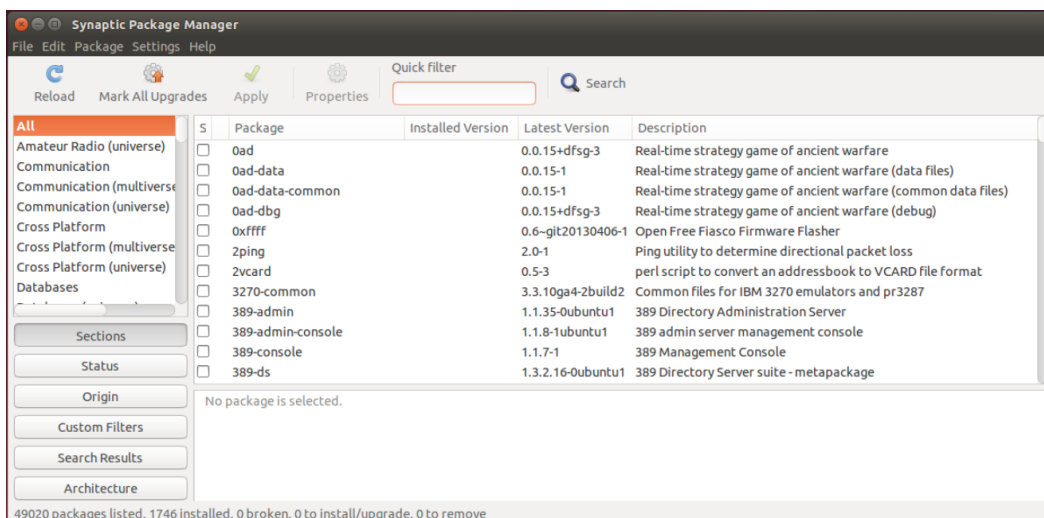 Synaptic Package Manager
File Edit Package Settings Help
Reload Mark All Upgrades Apply Properties Quick filter Search
All
Amateur Radio (universe)
Communication
Communication (multiverse
Communication (universe)
Cross Platform
Cross Platform (multiverse
Cross Platform (universe)
Databases
Sections
Status
Origin
Custom Filters
Search Results
Architecture
S Package Installed Version Latest Version Description
0ad 0.0.15+dfsg-3 Real-time strategy game of ancient warfare
0ad-data 0.0.15-1 Real-time strategy game of ancient warfare (data files)
0ad-data-common 0.0.15-1 Real-time strategy game of ancient warfare (common data files)
0ad-dbg 0.0.15+dfsg-3 Real-time strategy game of ancient warfare (debug)
0xffff 0.6~git20130406-1 Open Free Fiasco Firmware Flasher
2ping 2.0-1 Ping utility to determine directional packet loss
2vcard 0.5-3 perl script to convert an addressbook to VCARD file format
3270-common 3.3.10ga4-2build2 Common files for IBM 3270 emulators and pr3287
389-admin 1.1.35-0ubuntu1 389 Directory Administration Server
389-admin-console 1.1.8-1ubuntu1 389 admin server management console
389-console 1.1.7-1 389 Management Console
389-ds 1.3.2.16-0ubuntu1 389 Directory Server suite - metapackage
No package is selected.
49020 packages listed, 1746 installed, 0 broken, 0 to install/upgrade, 0 to remove